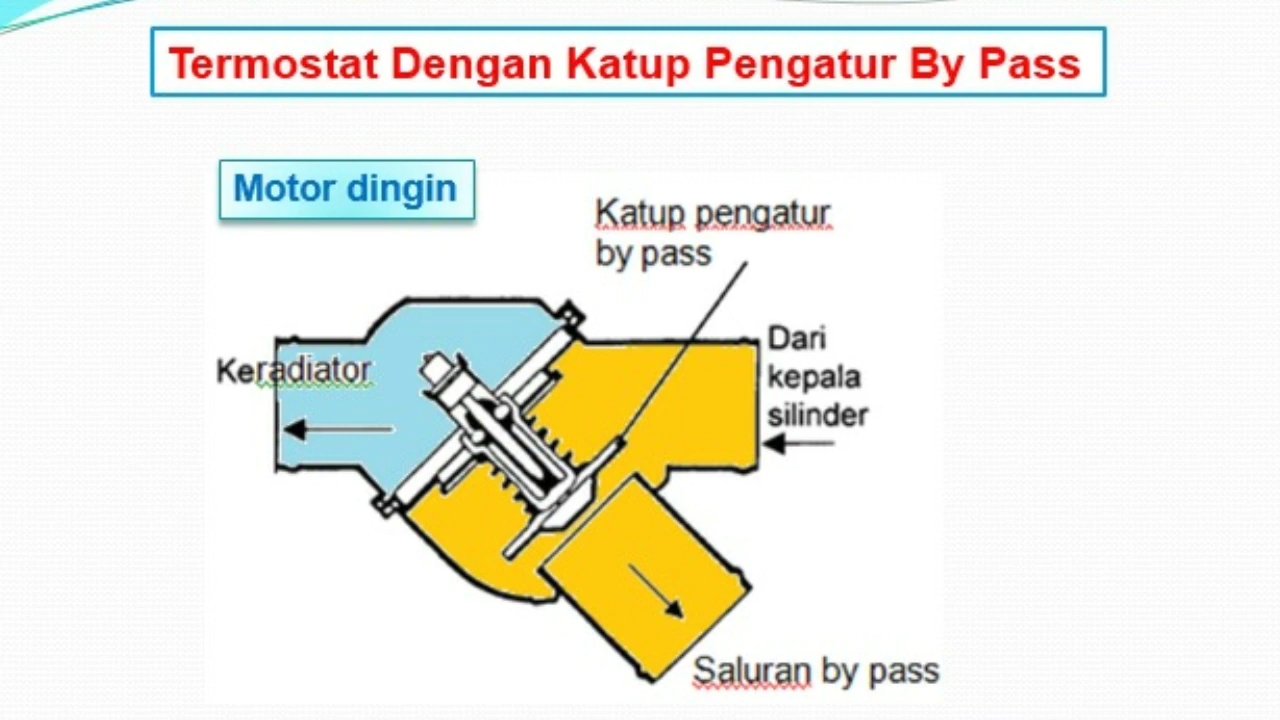 Termostat Dengan Katup Pengatur By Pass
Motor dingin
Katup pengatur
by pass
Keradiator
Dari
kepala
silinder
Saluran by pass